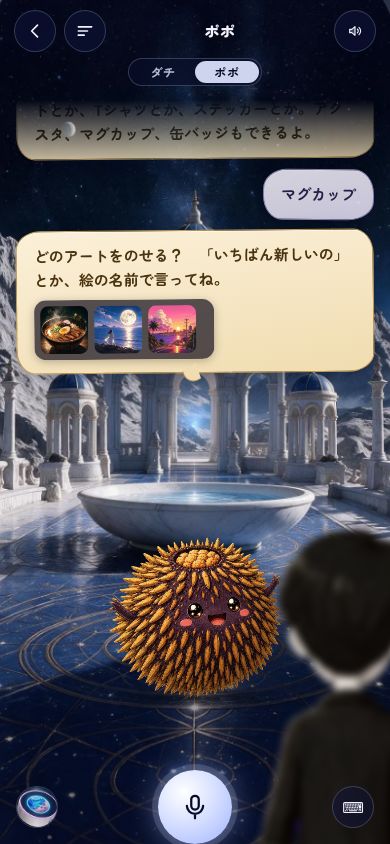 ポポ
ダチ
ポポ
トとか、Tシャツとか、ステッカーとか。アク
スタ、マグカップ、缶バッジもできるよ。
マグカップ
どのアートをのせる？　「いちばん新しいの」
とか、絵の名前で言ってね。